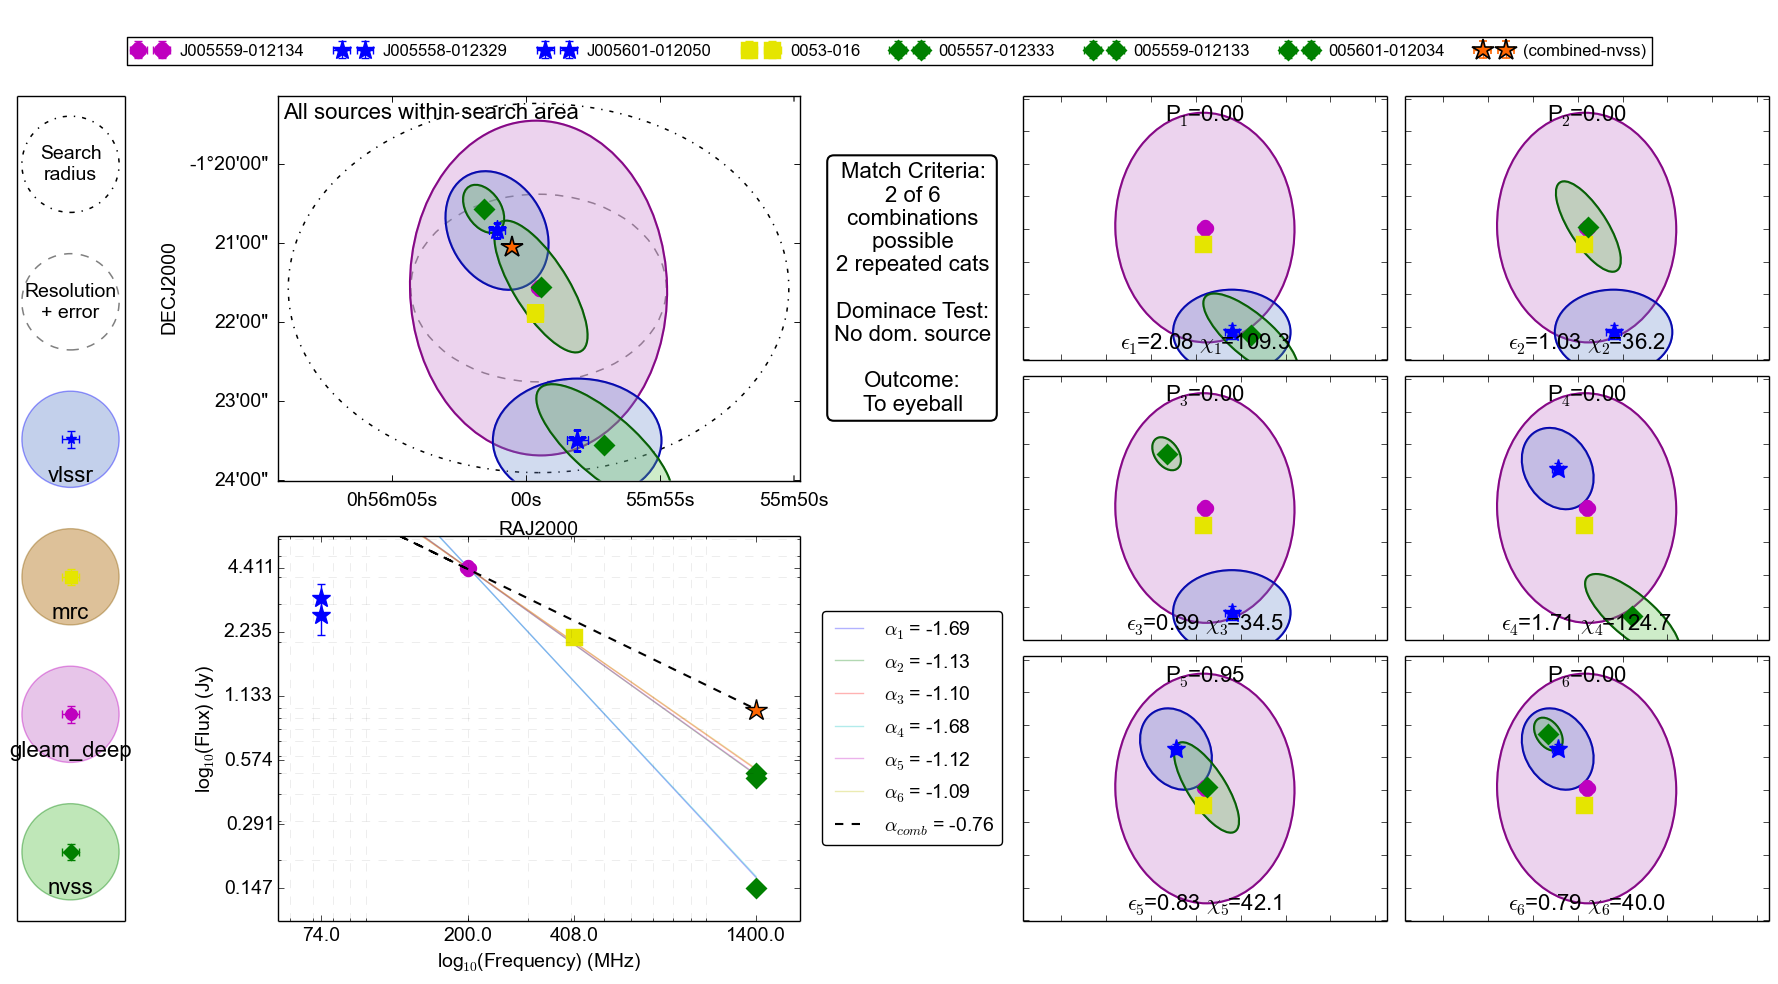 J005559-012134 J005558-012329 J005601-012050 0053-016 005557-012333 005559-012133 005601-012034 (combined-nvss)
Search
radius
Resolution
+ error
vlssr
mrc
gleam_deep
nvss
All sources within search area
-1°20'00"
21'00"
22'00"
23'00"
24'00"
DECJ2000
0h56m05s 00s 55m55s 55m50s
RAJ2000
Match Criteria:
2 of 6
combinations
possible
2 repeated cats
Dominace Test:
No dom. source
Outcome:
To eyeball
4.411
2.235
1.133
0.574
0.291
0.147
log10(Flux) (Jy)
74.0 200.0 408.0 1400.0
log10(Frequency) (MHz)
α1 = -1.69
α2 = -1.13
α3 = -1.10
α4 = -1.68
α5 = -1.12
α6 = -1.09
αcomb = -0.76
P1=0.00
ϵ1=2.08 χ1=109.3
P2=0.00
ϵ2=1.03 χ2=36.2
P3=0.00
ϵ3=0.99 χ3=34.5
P4=0.00
ϵ4=1.71 χ4=124.7
P5=0.95
ϵ5=0.83 χ5=42.1
P6=0.00
ϵ6=0.79 χ6=40.0